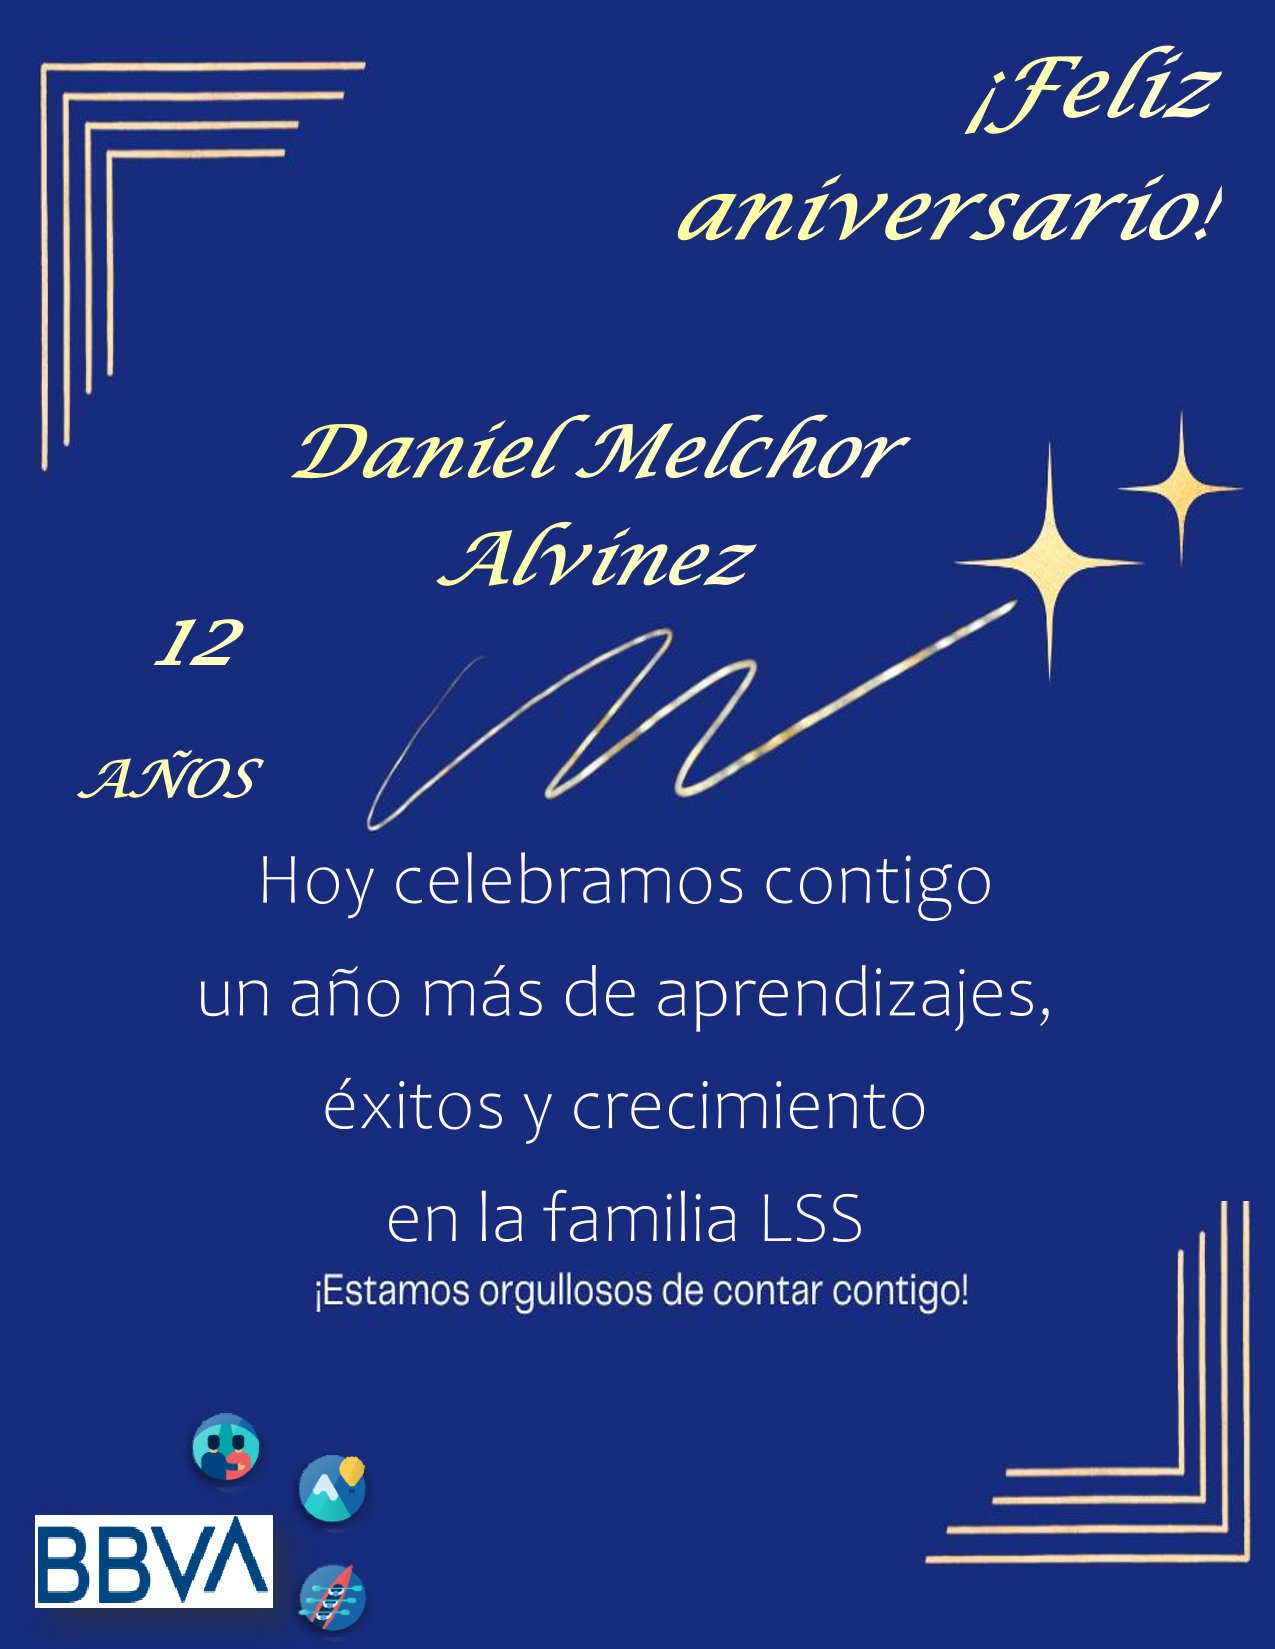 ¡Feliz
aniversario!
Daniel Melchor
Alvinez
12
AÑOS
Hoy celebramos contigo
un año más de aprendizajes,
éxitos y crecimiento
en la familia LSS
¡Estamos orgullosos de contar contigo!
BBVA